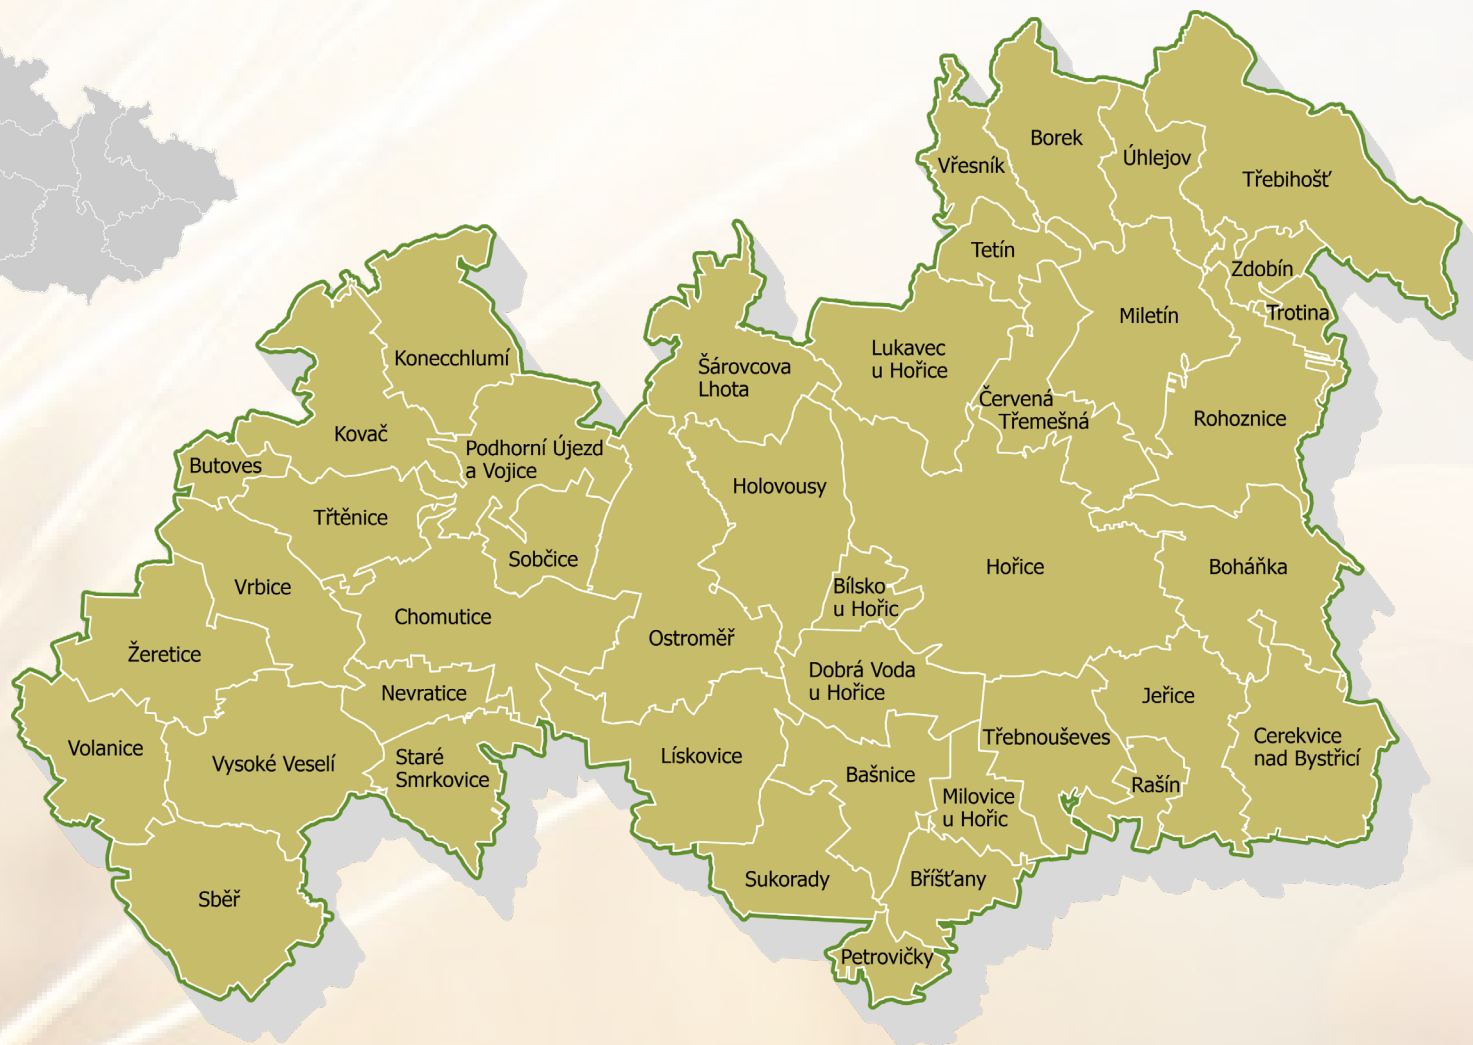 Borek
Úhlejov
Vřesník
Třebihošť
Tetín
Zdobín
Trotina
Miletín
Konecchlumí
Lukavec
u Hořice
Šárovcova
Lhota
Červená
Třemešná
Rohoznice
Kovač
Podhorní Újezd
a Vojice
Butoves
Holovousy
Třtěnice
Sobčice
Hořice
Boháňka
Vrbice
Bílsko
u Hořic
Chomutice
Ostroměř
Žeretice
Dobrá Voda
u Hořice
Nevratice
Jeřice
Třebnouševes
Cerekvice
nad Bystřicí
Volanice
Vysoké Veselí
Staré
Smrkovice
Lískovice
Bašnice
Milovice
u Hořic
Rašín
Sukorady
Bříšťany
Sběř
Petrovičky